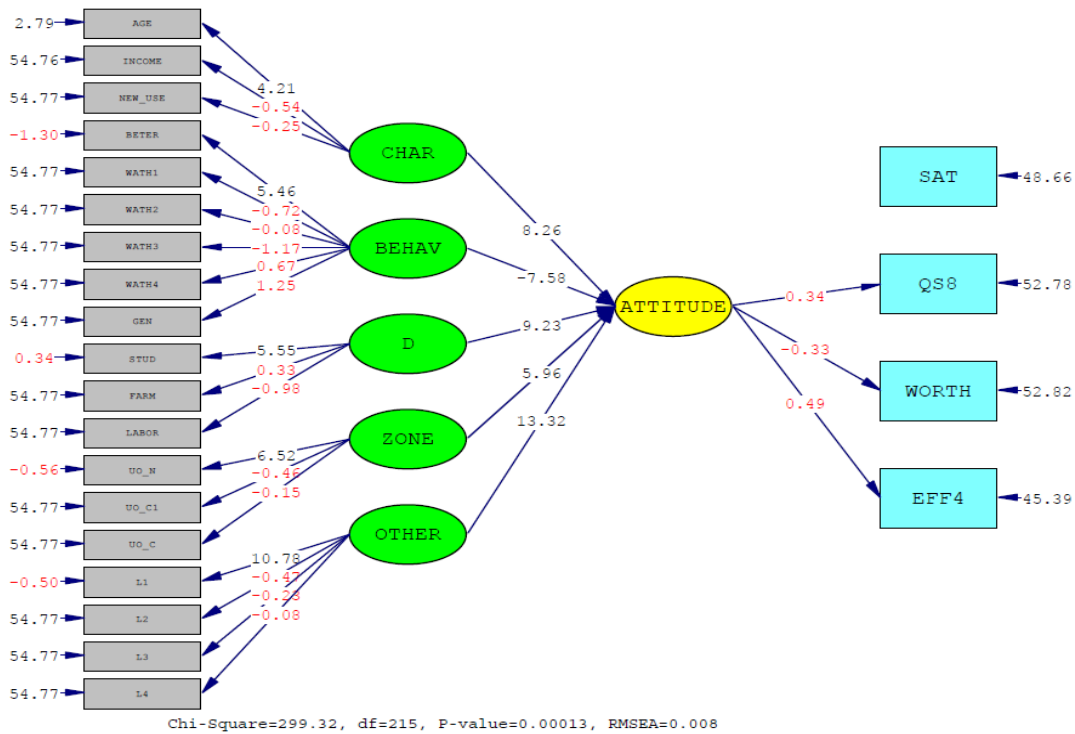 2.79 AGE
54.76 INCOME
54.77 NEW_USE
-1.30 BETER
54.77 WATH1
54.77 WATH2
54.77 WATH3
54.77 WATH4
54.77 GEN
0.34 STUD
54.77 FARM
54.77 LABOR
-0.56 UO_N
54.77 UO_C1
54.77 UO_C
-0.50 L1
54.77 L2
54.77 L3
54.77 L4
4.21
-0.54
-0.25
5.46
-0.72
-0.08
-1.17
0.67
1.25
5.55
0.33
-0.98
6.52
-0.46
-0.15
10.78
-0.47
-0.08
CHAR
BEHAV
D
ZONE
OTHER
8.26
-7.58
9.23
5.96
13.32
ATTITUDE
0.34
-0.33
0.49
SAT 48.66
QS8 52.78
WORTH 52.82
EFF4 45.39
Chi-Square=299.32, df=215, P-value=0.00013, RMSEA=0.008